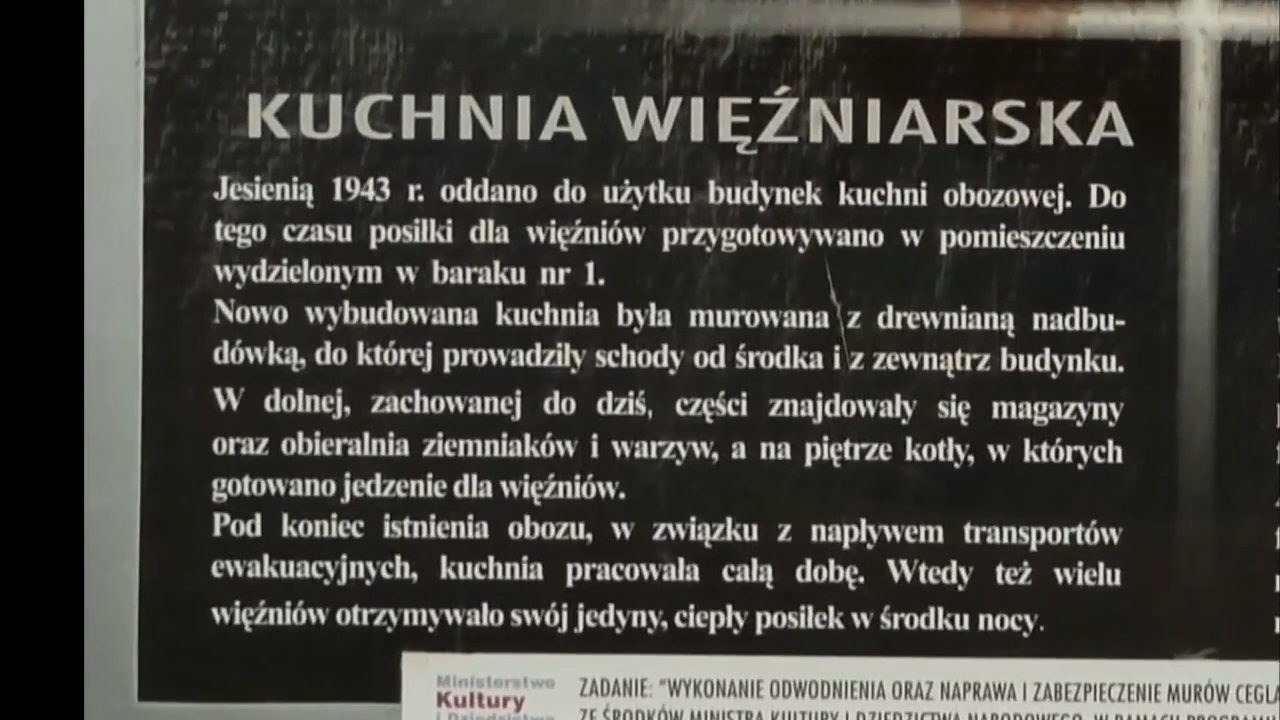 KUCHNIA WIĘŹNIARSKA
Jesienią 1943 r. oddano do użytku budynek kuchni obozowej. Do
tego czasu posiłki dla więźniów przygotowywano w pomieszczeniu
wydzielonym w baraku nr 1.
Nowo wybudowana kuchnia była murowana z drewnianą nadbu-
dówką, do której prowadziły schody od środka i z zewnątrz budynku.
W dolnej, zachowanej do dziś, części znajdowały się magazyny
oraz obieralnia ziemniaków i warzyw, a na piętrze kotły, w których
gotowano jedzenie dla więźniów.
Pod koniec istnienia obozu, w związku z napływem transportów
ewakuacyjnych, kuchnia pracowała całą dobę. Wtedy też wielu
więźniów otrzymywało swój jedyny, ciepły posiłek w środku nocy.
Ministerstwo
Kultury
i Dziedzictwa
ZADANIE: "WYKONANIE ODWODNIENIA ORAZ NAPRAWA I ZABEZPIECZENIE MURÓW CEGLA
ZE ŚRODKÓW MINISTRA KULTURY I DZIEDZICTWA NARODOWEGO, W RAMACH PROGRAM